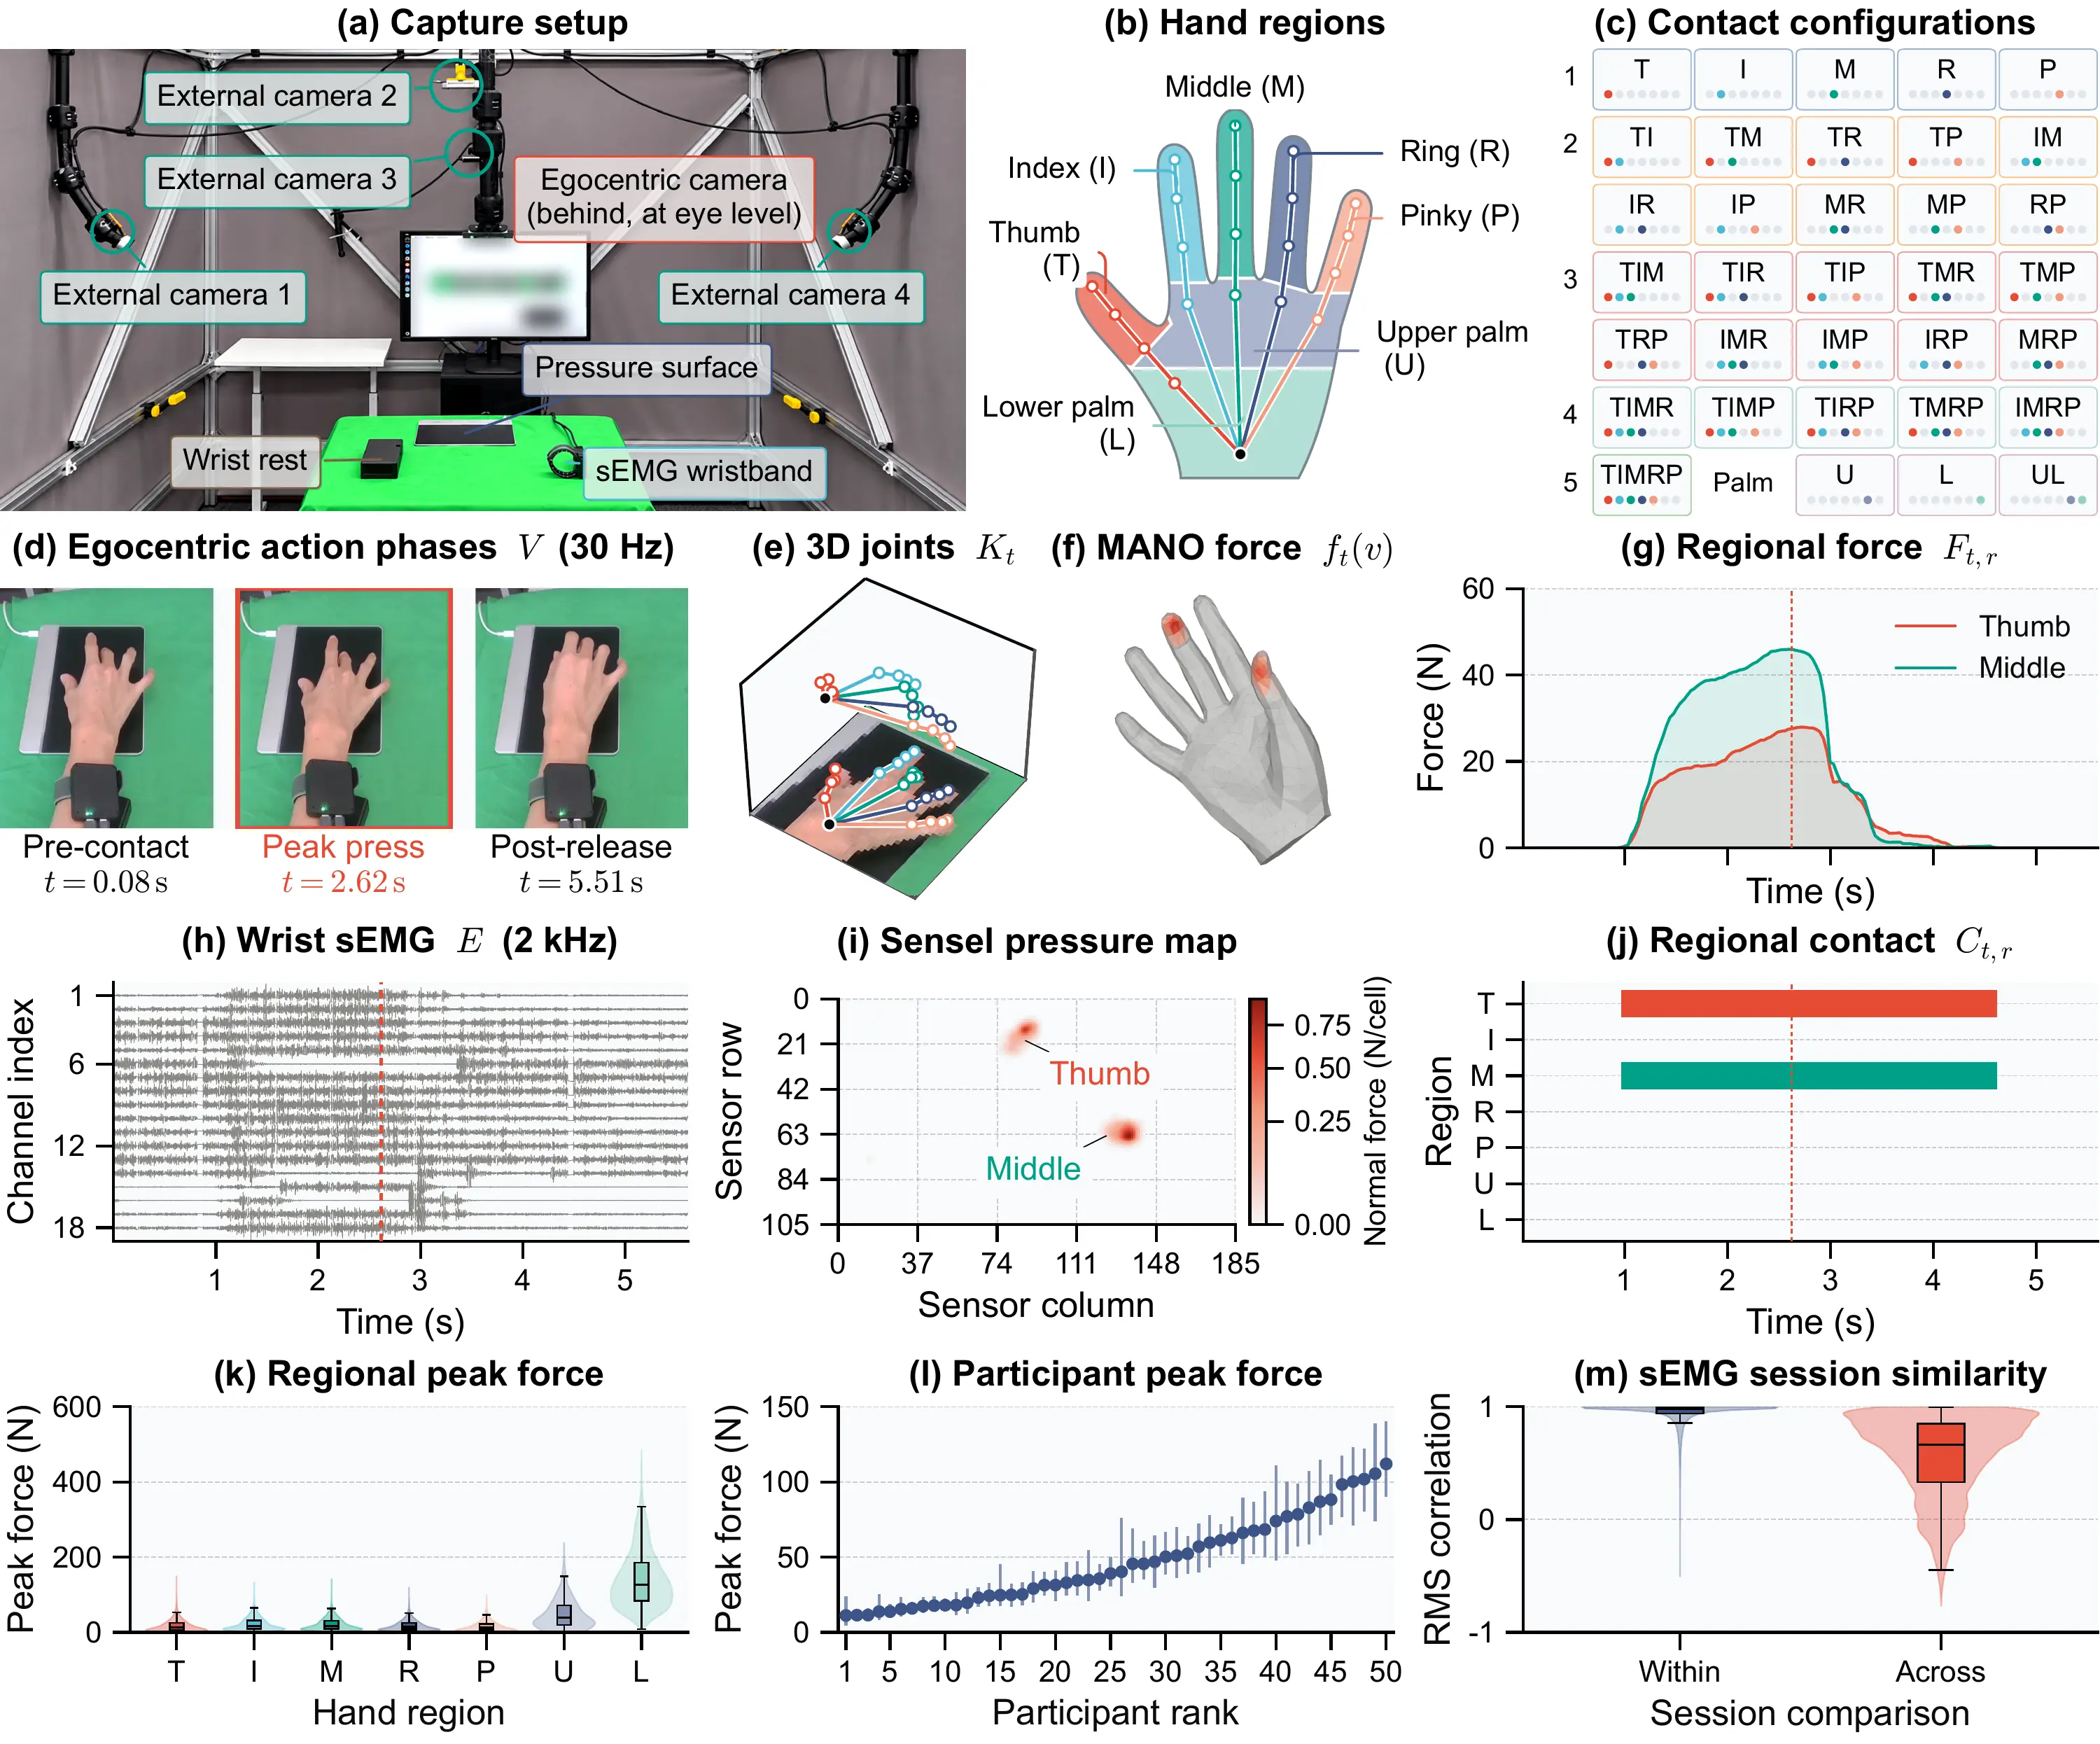 (a) Capture setup
External camera 2
External camera 3
Egocentric camera
(behind, at eye level)
External camera 1
External camera 4
Pressure surface
Wrist rest
sEMG wristband
(b) Hand regions
Middle (M)
Index (I)
Ring (R)
Thumb
(T)
Pinky (P)
Upper palm
(U)
Lower palm
(L)
(c) Contact configurations
1 T I M R P
2 TI TM TR TP IM
IR IP MR MP RP
3 TIM TIR TIP TMR TMP
TRP IMR IMP IRP MRP
4 TIMR TIMP TIRP TMRP IMRP
5 TIMRP Palm U L UL
(d) Egocentric action phases V (30 Hz)
Pre-contact
t = 0.08 s
Peak press
t = 2.62 s
Post-release
t = 5.51 s
(e) 3D joints K_t
(f) MANO force f_t(v)
(g) Regional force F_{t,r}
Force (N)
60
40
20
0
Thumb
Middle
Time (s)
(h) Wrist sEMG E (2 kHz)
Channel index
1
6
12
18
1 2 3 4 5
Time (s)
(i) Sensel pressure map
Sensor row
0
21
42
63
84
105
Thumb
Middle
0 37 74 111 148 185
Sensor column
0.75
0.50
0.25
0.00
Normal force (N/cell)
(j) Regional contact C_{t,r}
Region
T
I
M
R
P
U
L
1 2 3 4 5
Time (s)
(k) Regional peak force
Peak force (N)
600
400
200
0
T I M R P U L
Hand region
(l) Participant peak force
Peak force (N)
150
100
50
0
1 5 10 15 20 25 30 35 40 45 50
Participant rank
(m) sEMG session similarity
RMS correlation
1
0
-1
Within Across
Session comparison